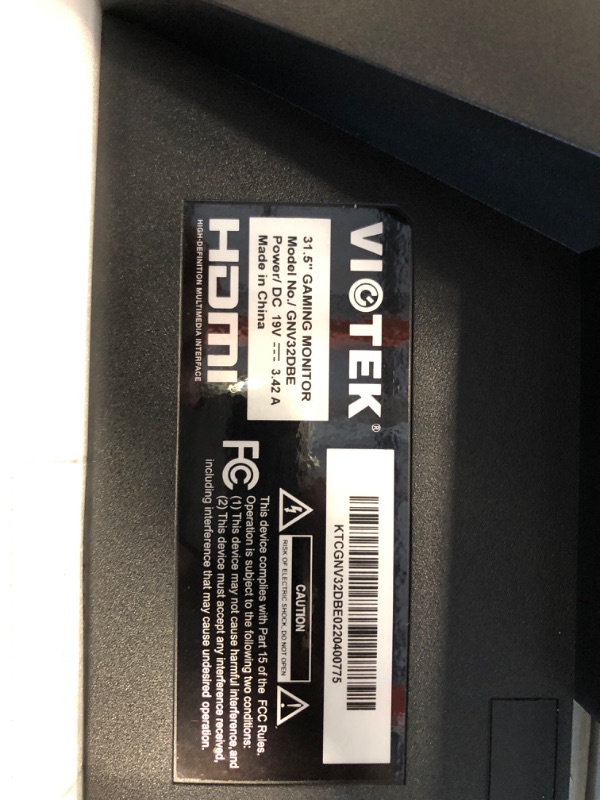 VIOTEK®
31.5" GAMING MONITOR
Model No./ GNV32DBE
Power/ DC 19V ⎓ 3.42 A
Made in China
HDMI
HIGH-DEFINITION MULTIMEDIA INTERFACE
KTCGNV32DBE0220400775
CAUTION
RISK OF ELECTRIC SHOCK, DO NOT OPEN
FC
This device complies with Part 15 of the FCC Rules.
Operation is subject to the following two conditions:
(1) This device may not cause harmful interference,and
(2) This device must accept any interference received,
including interference that may cause undesired operation.